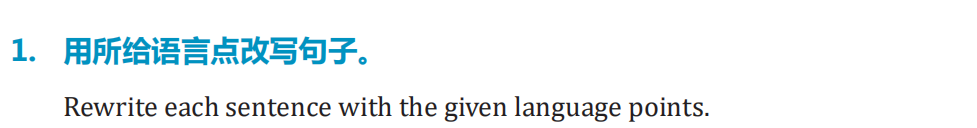 1. 用所给语言点改写句子。
Rewrite each sentence with the given language points.